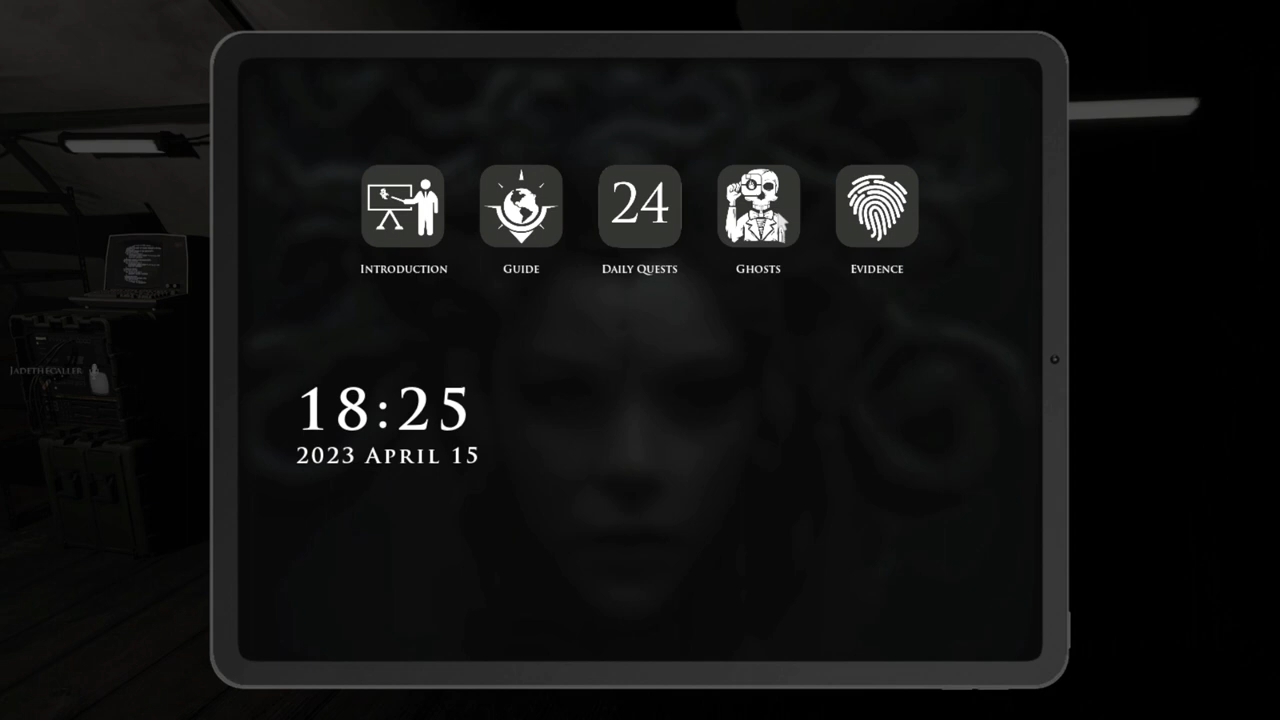 24
Introduction
Guide
Daily Quests
Ghosts
Evidence
Jadethecaller
18:25
2023 April 15